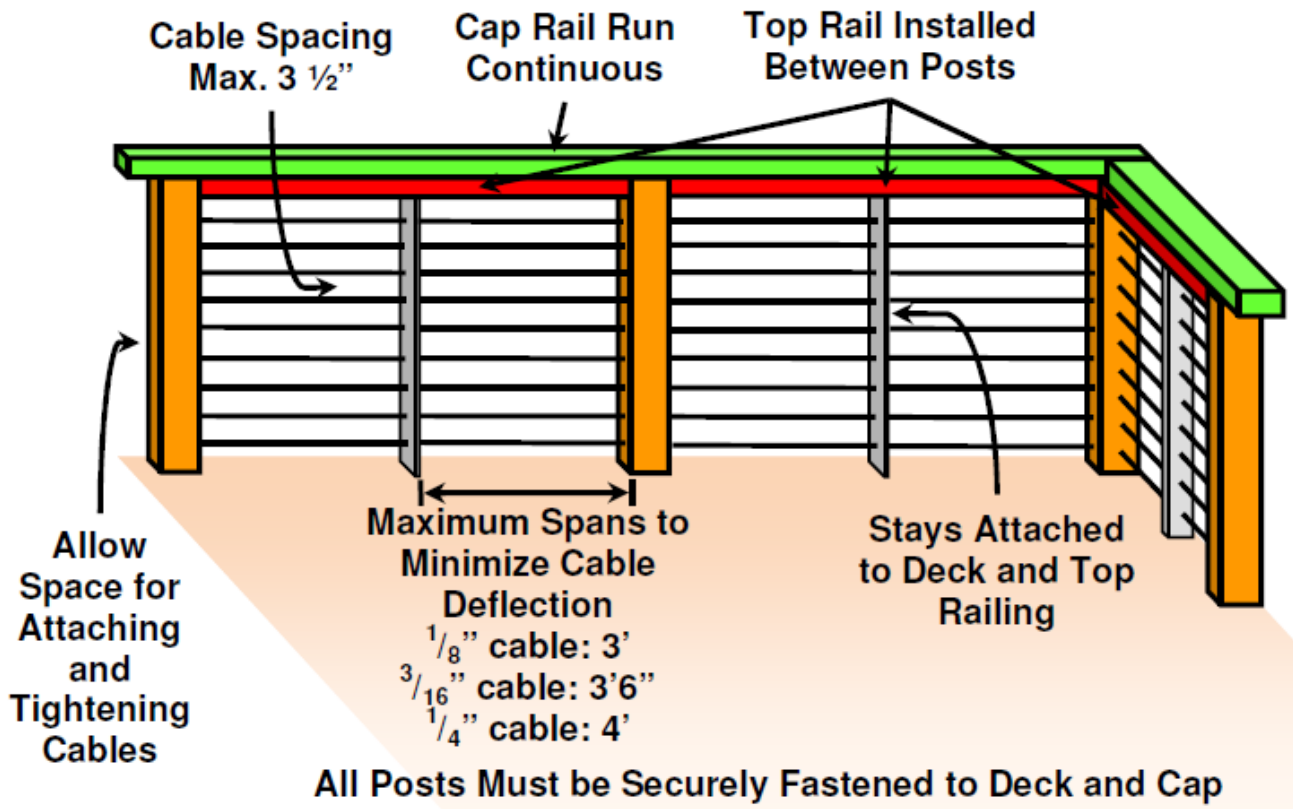 Cable Spacing
Max. 3 ½”
Cap Rail Run
Continuous
Top Rail Installed
Between Posts
Allow
Space for
Attaching
and
Tightening
Cables
Maximum Spans to
Minimize Cable
Deflection
1/8” cable: 3’
3/16” cable: 3’6”
1/4” cable: 4’
Stays Attached
to Deck and Top
Railing
All Posts Must be Securely Fastened to Deck and Cap